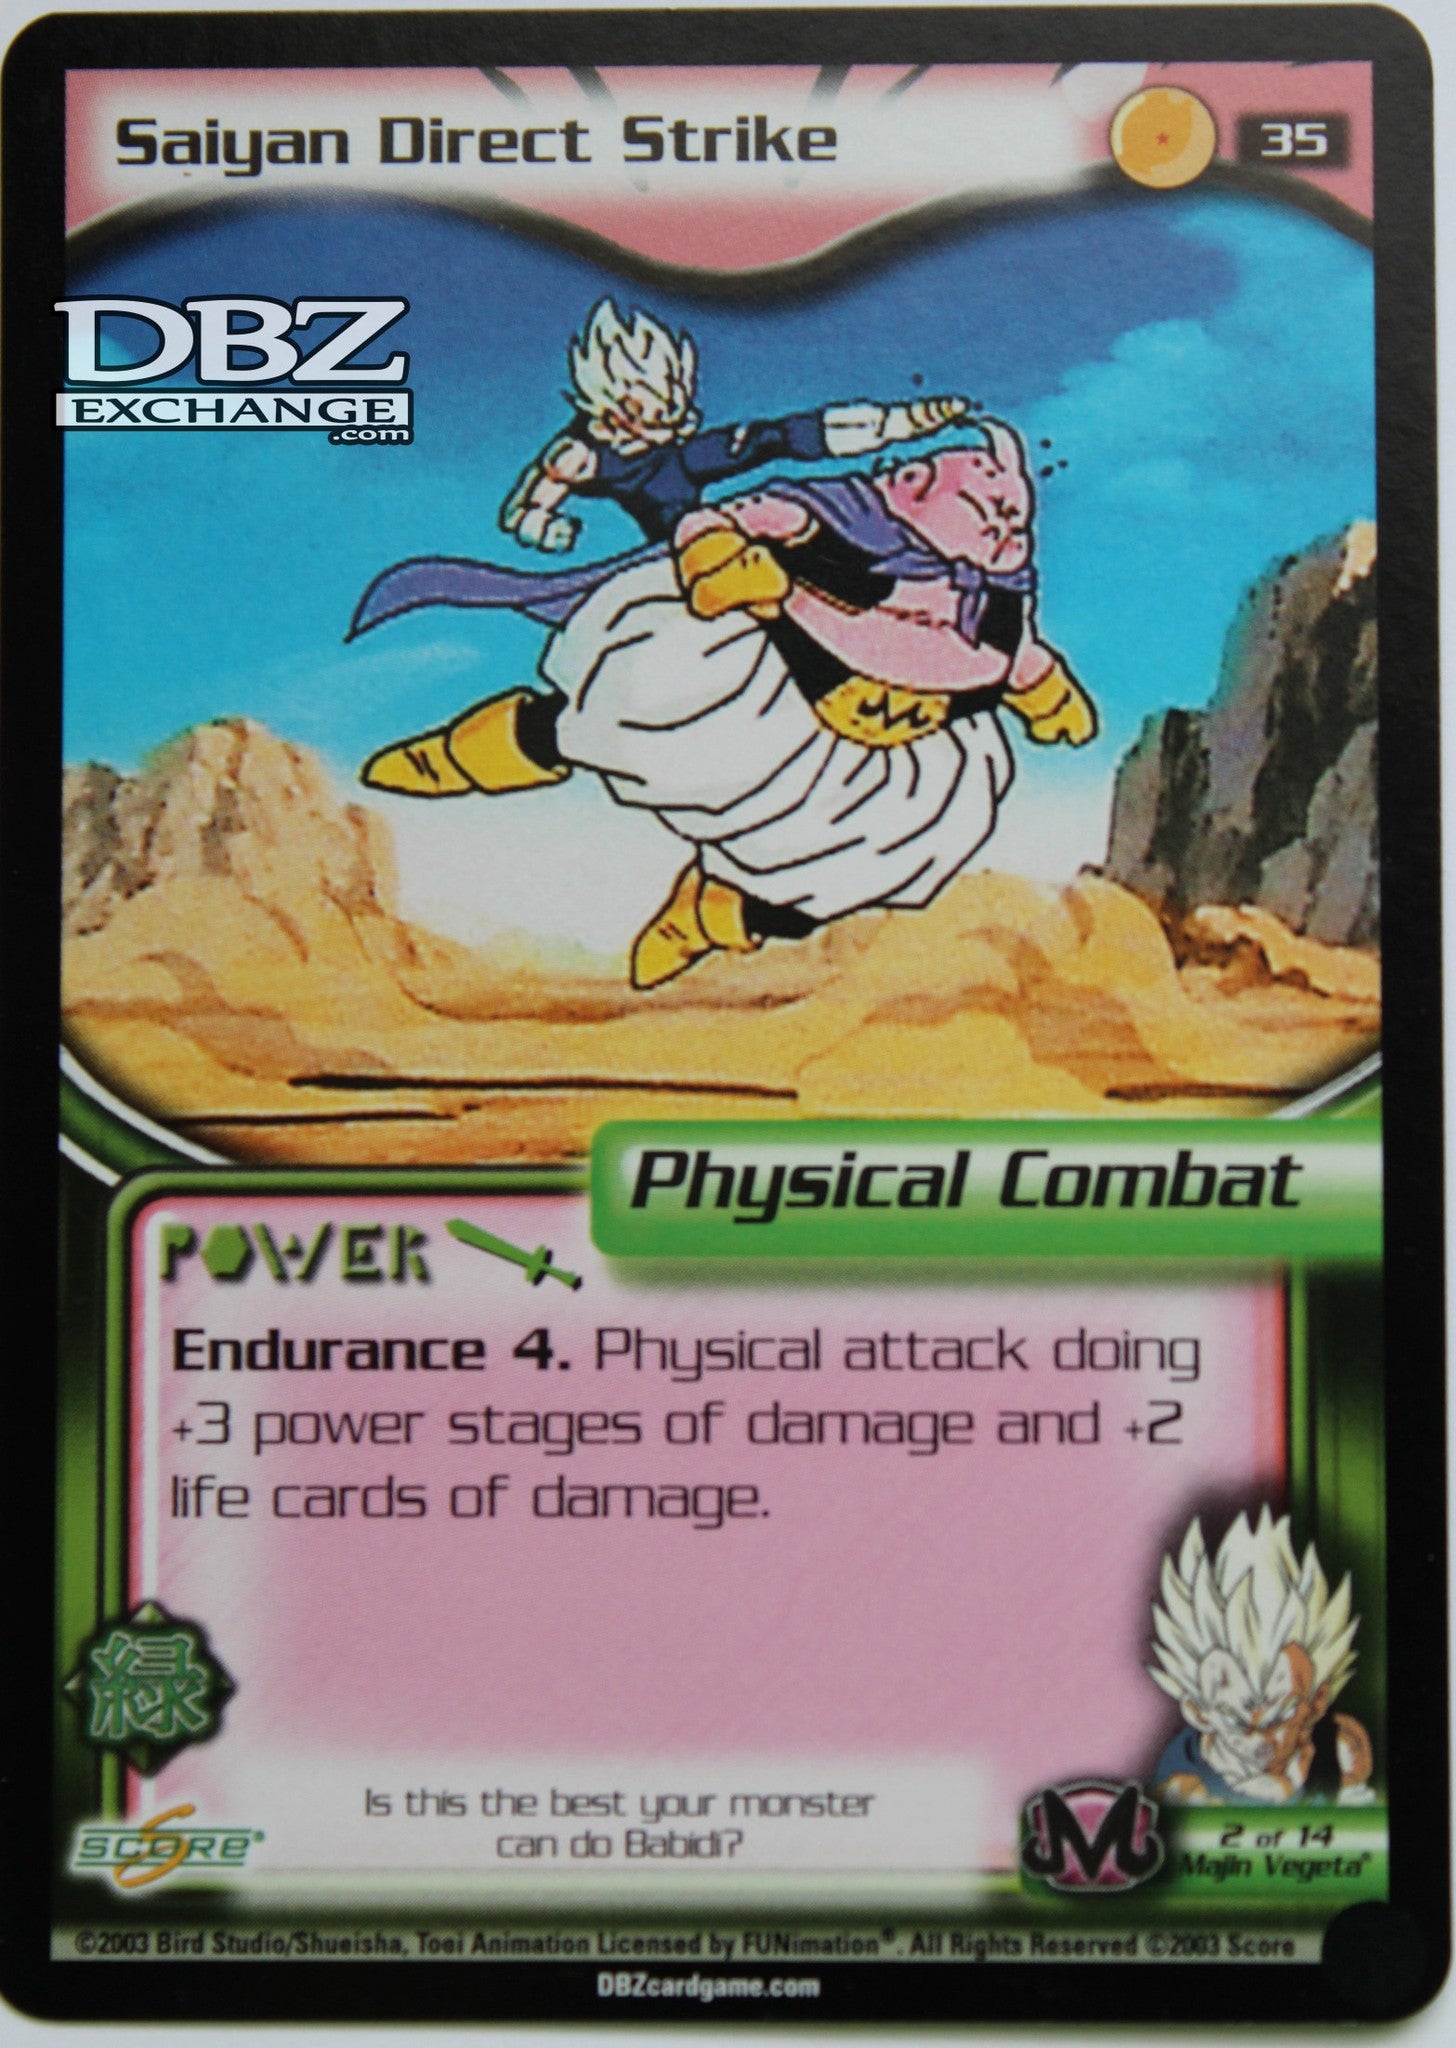 Saiyan Direct Strike
35
DBZ
EXCHANGE
.com
Physical Combat
POWER
Endurance 4. Physical attack doing
+3 power stages of damage and +2
life cards of damage.
緑
Is this the best your monster
can do Babidi?
SCORE®
M
2 of 14
Majin Vegeta®
©2003 Bird Studio/Shueisha, Toei Animation Licensed by FUNimation®. All Rights Reserved ©2003 Score
DBZcardgame.com